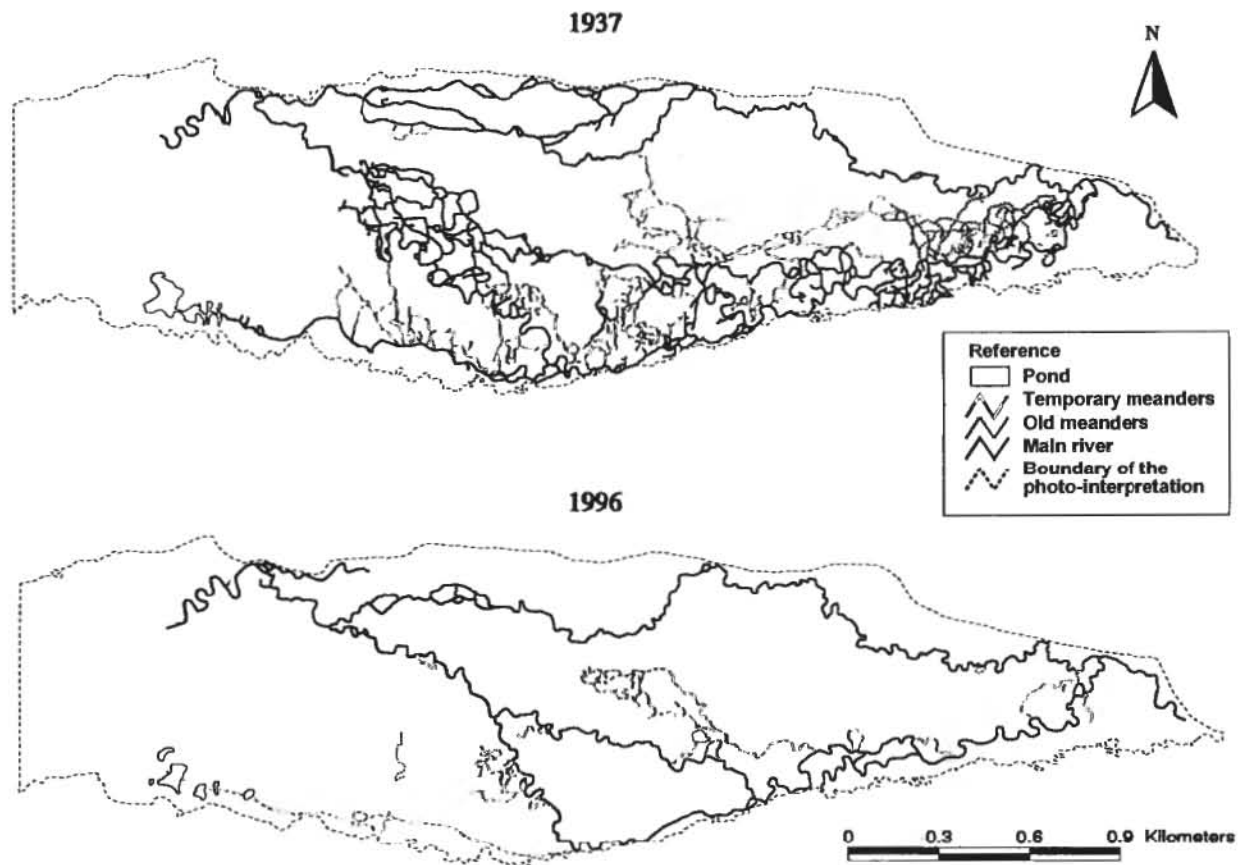 1937
N
Reference
Pond
Temporary meanders
Old meanders
Main river
Boundary of the
photo-interpretation
1996
0 0.3 0.6 0.9 Kilometers